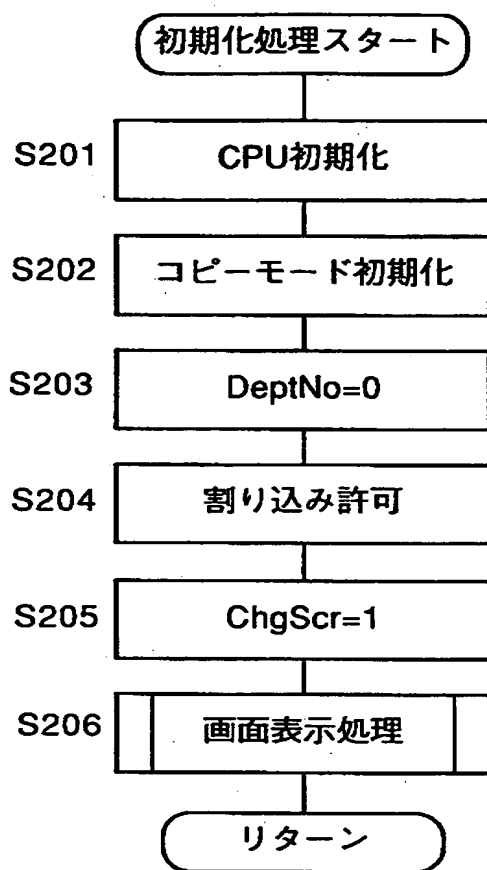 初期化処理スタート
S201 CPU初期化
S202 コピーモード初期化
S203 DeptNo=0
S204 割り込み許可
S205 ChgScr=1
S206 画面表示処理
リターン